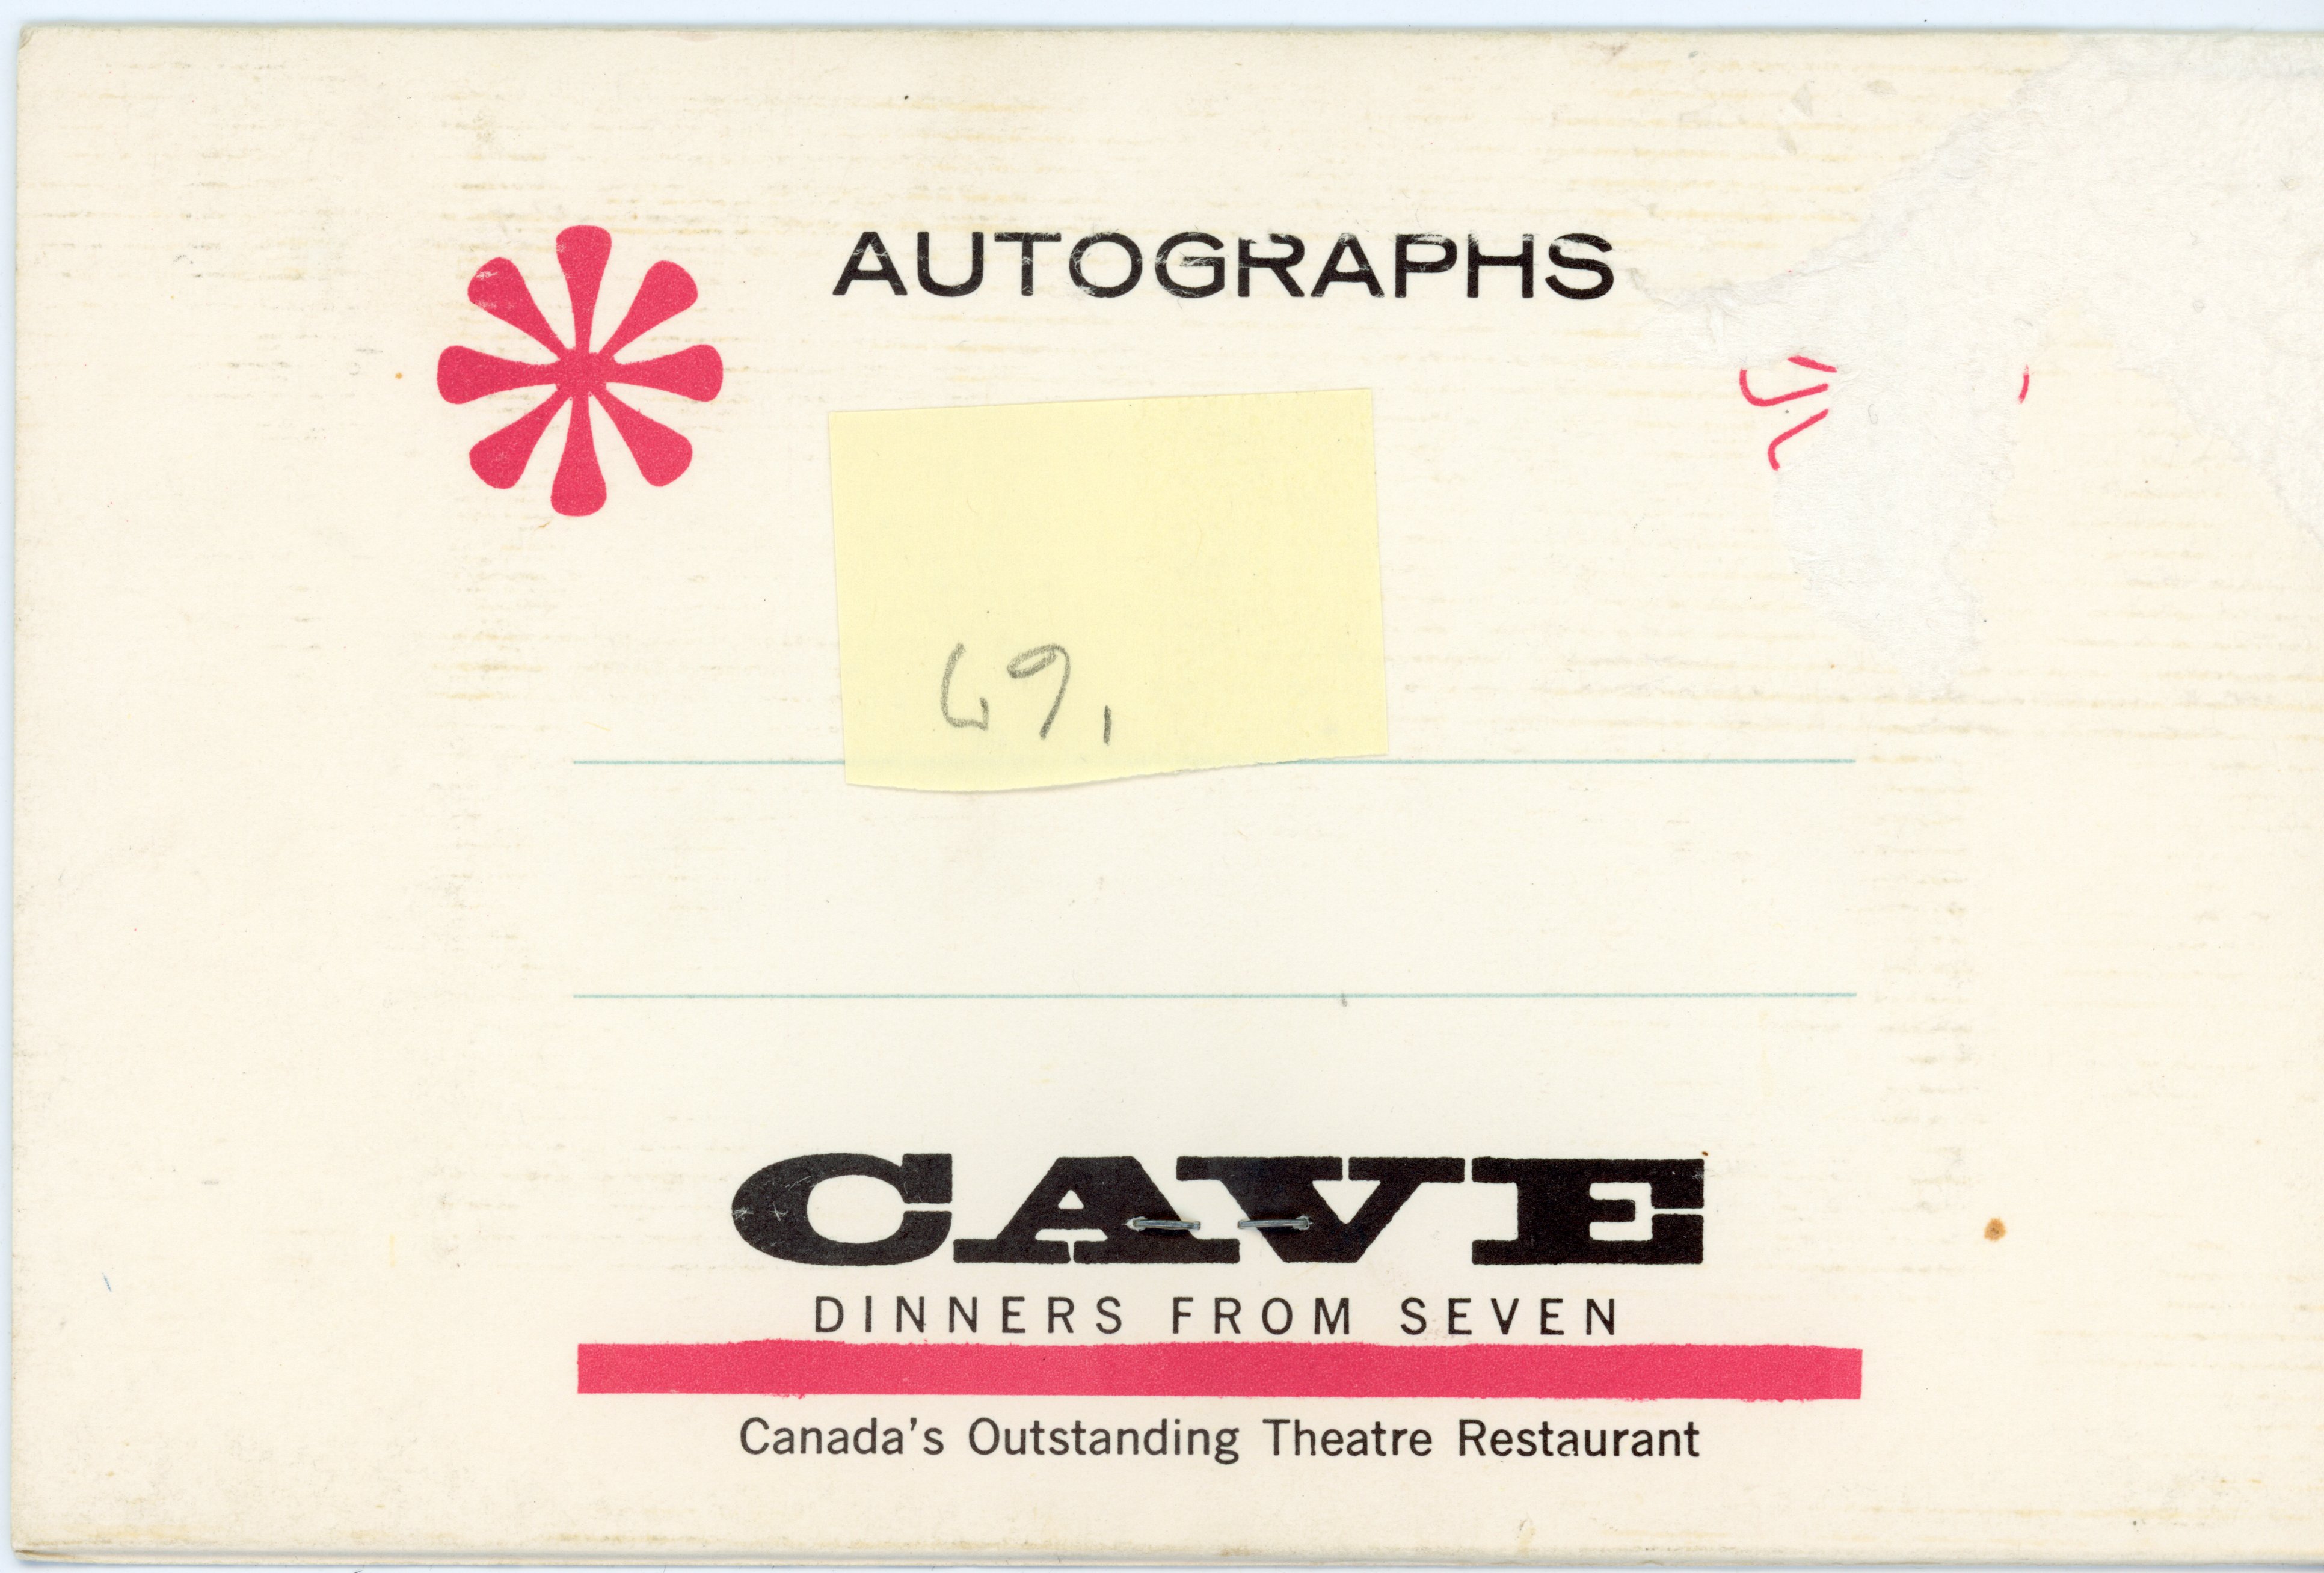 AUTOGRAPHS
69,
CAVE
DINNERS FROM SEVEN
Canada's Outstanding Theatre Restaurant